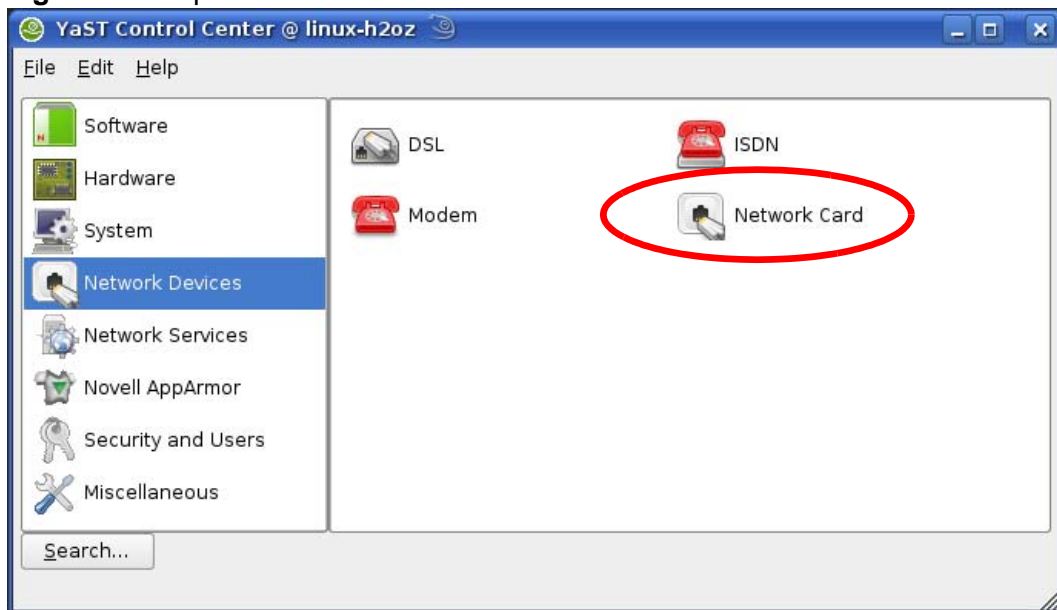 YaST Control Center @ linux-h2oz
File Edit Help
Software
Hardware
System
Network Devices
Network Services
Novell AppArmor
Security and Users
Miscellaneous
DSL
ISDN
Modem
Network Card
Search...